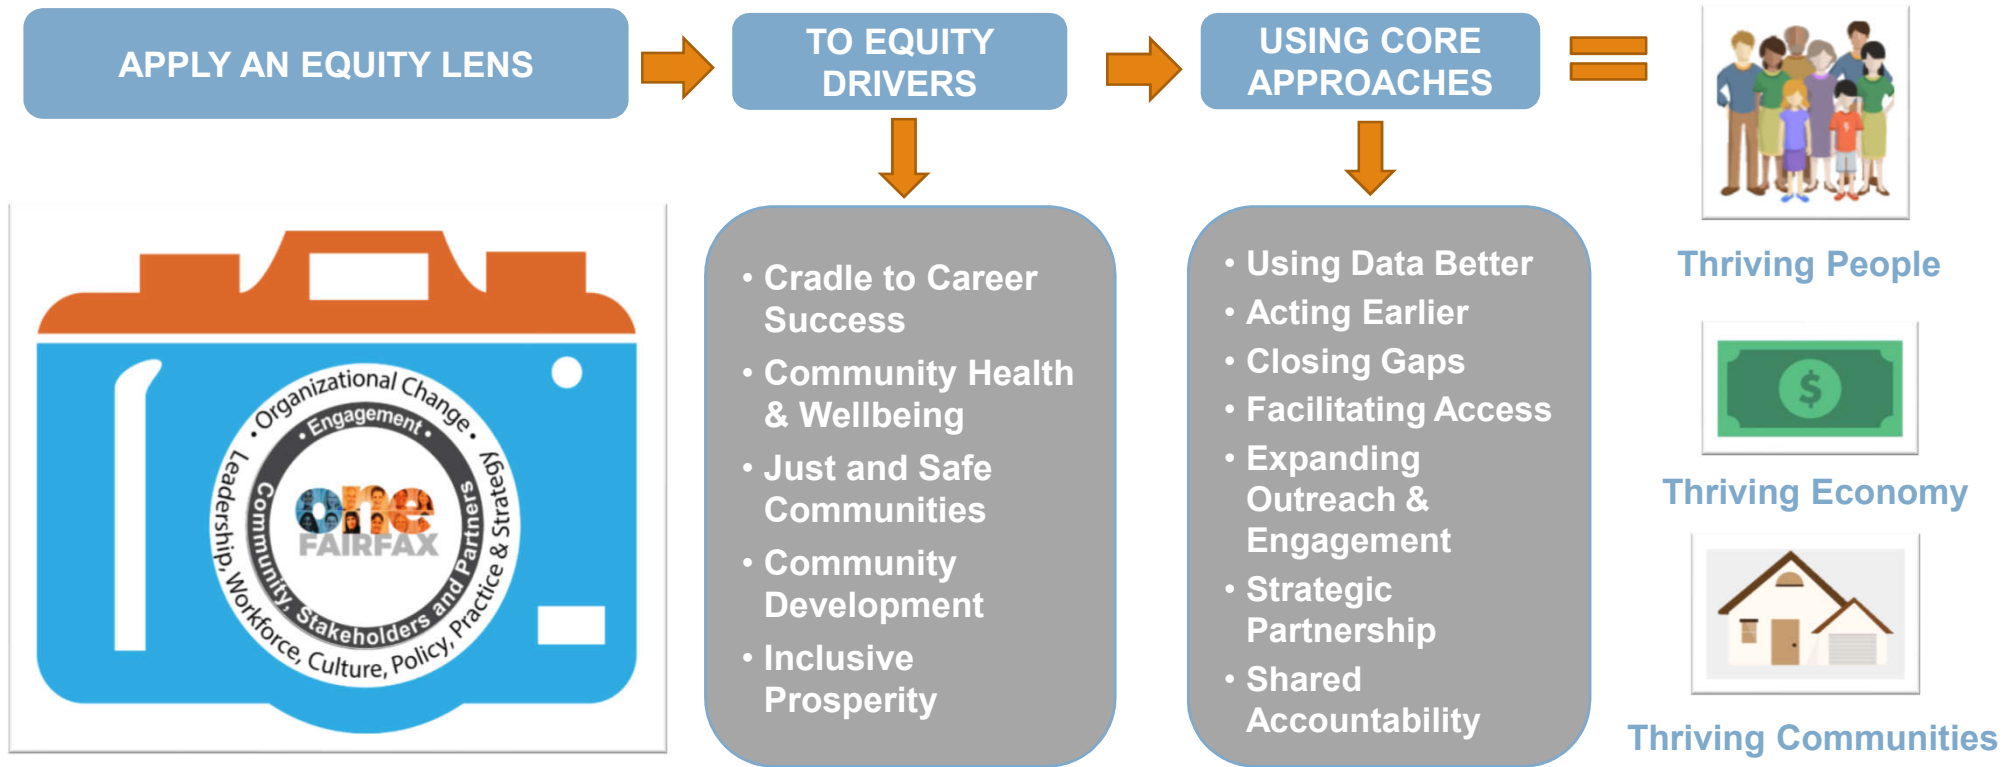 APPLY AN EQUITY LENS
TO EQUITY
DRIVERS
USING CORE
APPROACHES
• Organizational Change •
Leadership, Workforce, Culture, Policy, Practice & Strategy
• Engagement •
Community, Stakeholders and Partners
one
FAIRFAX
• Cradle to Career
Success
• Community Health
& Wellbeing
• Just and Safe
Communities
• Community
Development
• Inclusive
Prosperity
• Using Data Better
• Acting Earlier
• Closing Gaps
• Facilitating Access
• Expanding
Outreach &
Engagement
• Strategic
Partnership
• Shared
Accountability
Thriving People
$
Thriving Economy
Thriving Communities